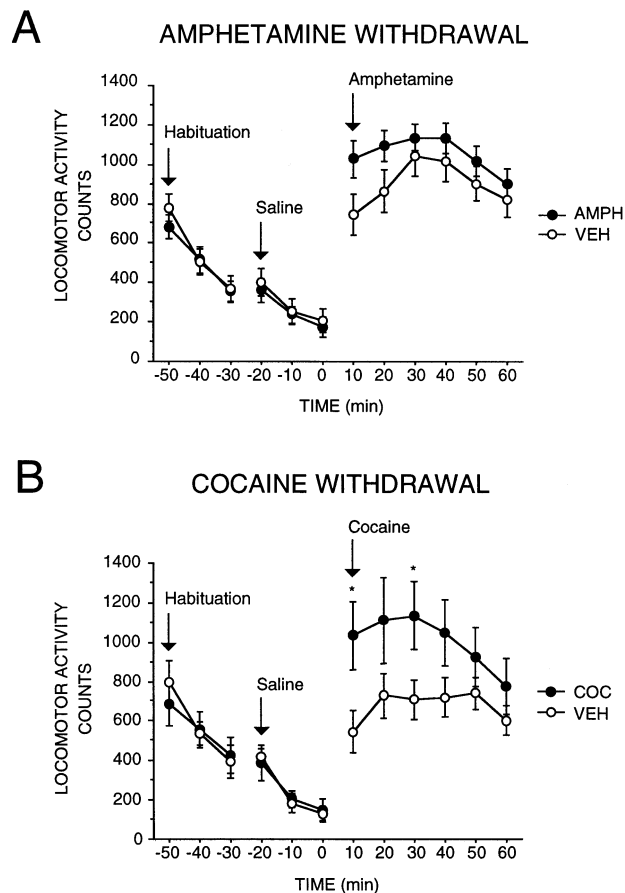 A
AMPHETAMINE WITHDRAWAL
Amphetamine
Habituation
Saline
1400
1200
1000
800
600
400
200
0
LOCOMOTOR ACTIVITY
COUNTS
AMPH
VEH
-50 -40 -30 -20 -10 0 10 20 30 40 50 60
TIME (min)
B
COCAINE WITHDRAWAL
Cocaine
Habituation
Saline
* *
1400
1200
1000
800
600
400
200
0
LOCOMOTOR ACTIVITY
COUNTS
COC
VEH
-50 -40 -30 -20 -10 0 10 20 30 40 50 60
TIME (min)